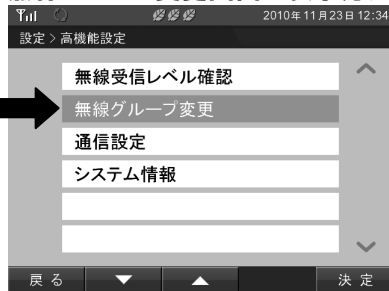 2010年11月23日 12:34
設定 > 高機能設定
無線受信レベル確認
無線グループ変更
通信設定
システム情報
戻る ▼ ▲ 決定